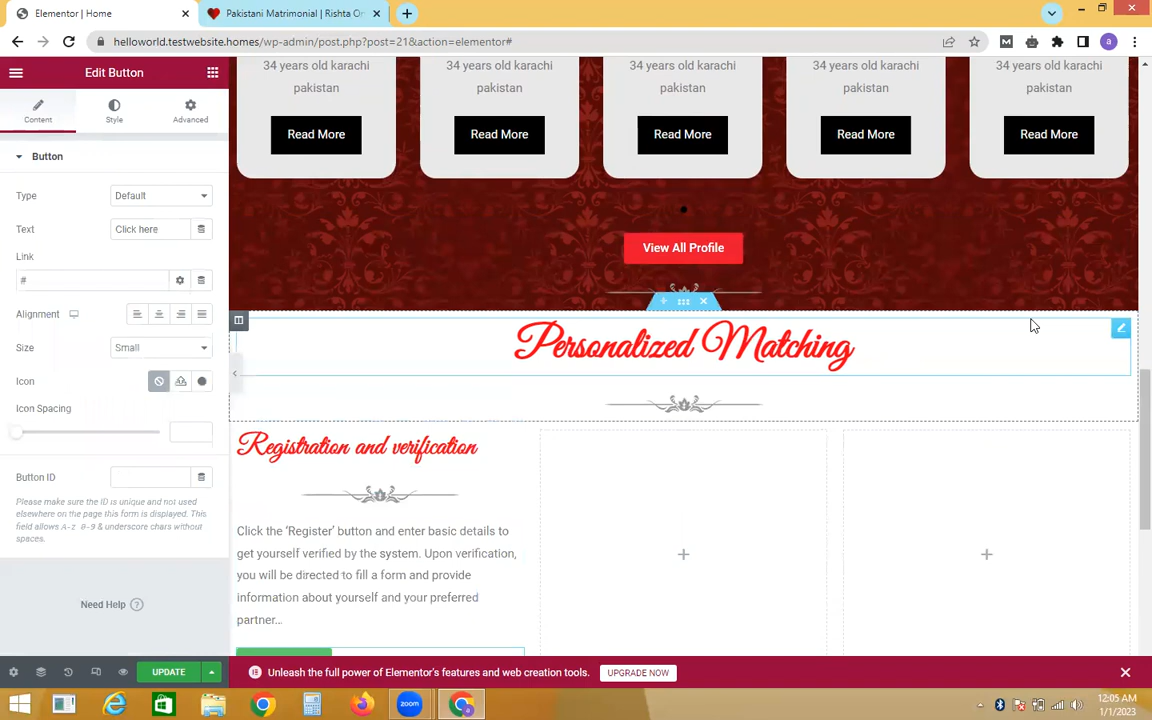 Elementor | Home
Pakistani Matrimonial | Rishta On
helloworld.testwebsite.homes/wp-admin/post.php?post=21&action=elementor#
Edit Button
Content
Style
Advanced
Button
Type
Default
Text
Click here
Link
#
Alignment
Size
Small
Icon
Icon Spacing
Button ID
Please make sure the ID is unique and not used
elsewhere on the page this form is displayed. This
field allows A-z 0-9 & underscore chars without
spaces.
Need Help
UPDATE
34 years old karachi
pakistan
Read More
34 years old karachi
pakistan
Read More
34 years old karachi
pakistan
Read More
34 years old karachi
pakistan
Read More
34 years old karachi
pakistan
Read More
View All Profile
Personalized Matching
Registration and verification
Click the ‘Register’ button and enter basic details to
get yourself verified by the system. Upon verification,
you will be directed to fill a form and provide
information about yourself and your preferred
partner…
Unleash the full power of Elementor's features and web creation tools.
UPGRADE NOW
zoom
12:05 AM
1/1/2023